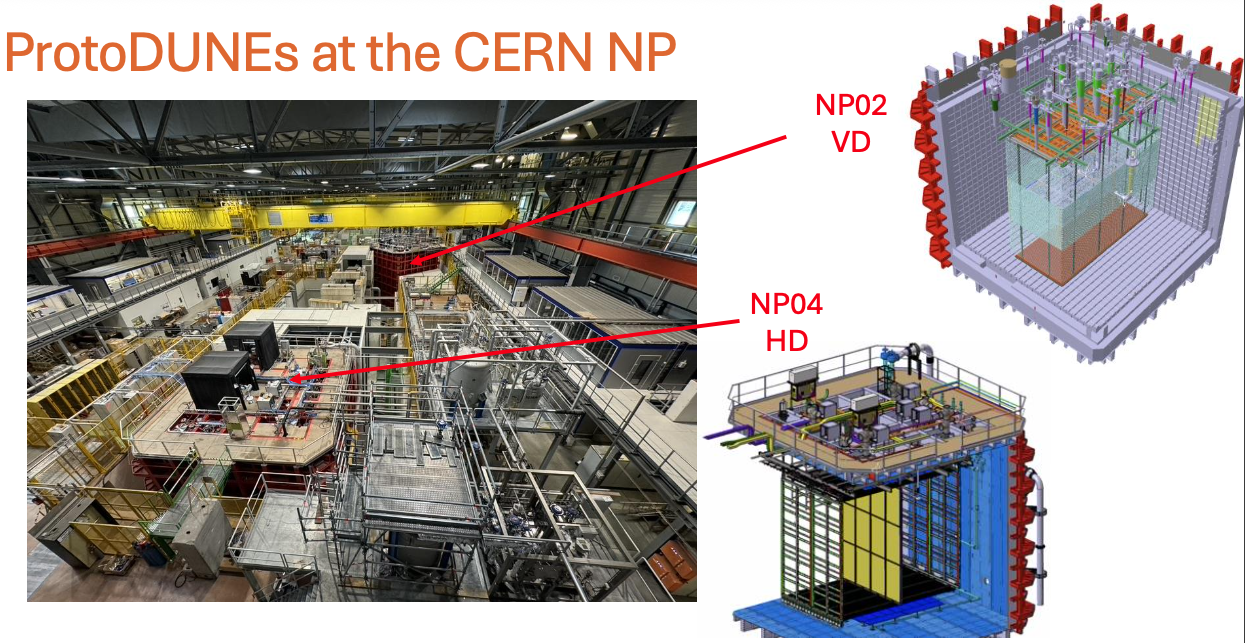 ProtoDUNEs at the CERN NP
NP02
VD
NP04
HD